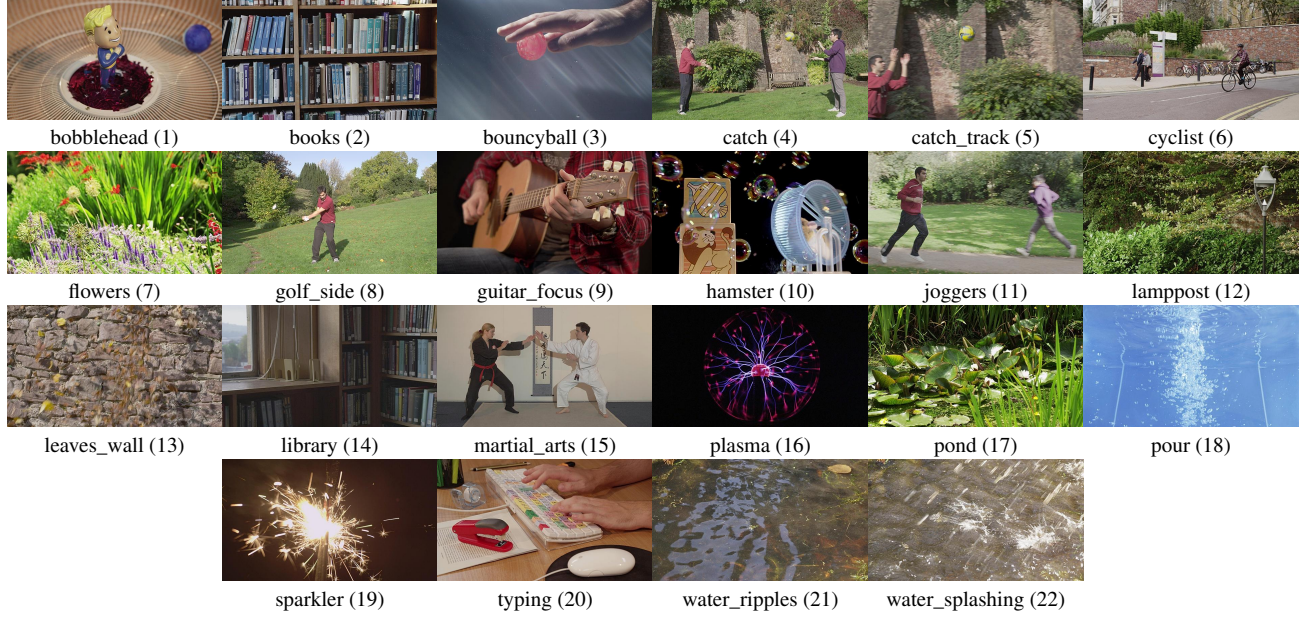 bobblehead (1) books (2) bouncyball (3) catch (4) catch_track (5) cyclist (6)
flowers (7) golf_side (8) guitar_focus (9) hamster (10) joggers (11) lamppost (12)
leaves_wall (13) library (14) martial_arts (15) plasma (16) pond (17) pour (18)
sparkler (19) typing (20) water_ripples (21) water_splashing (22)